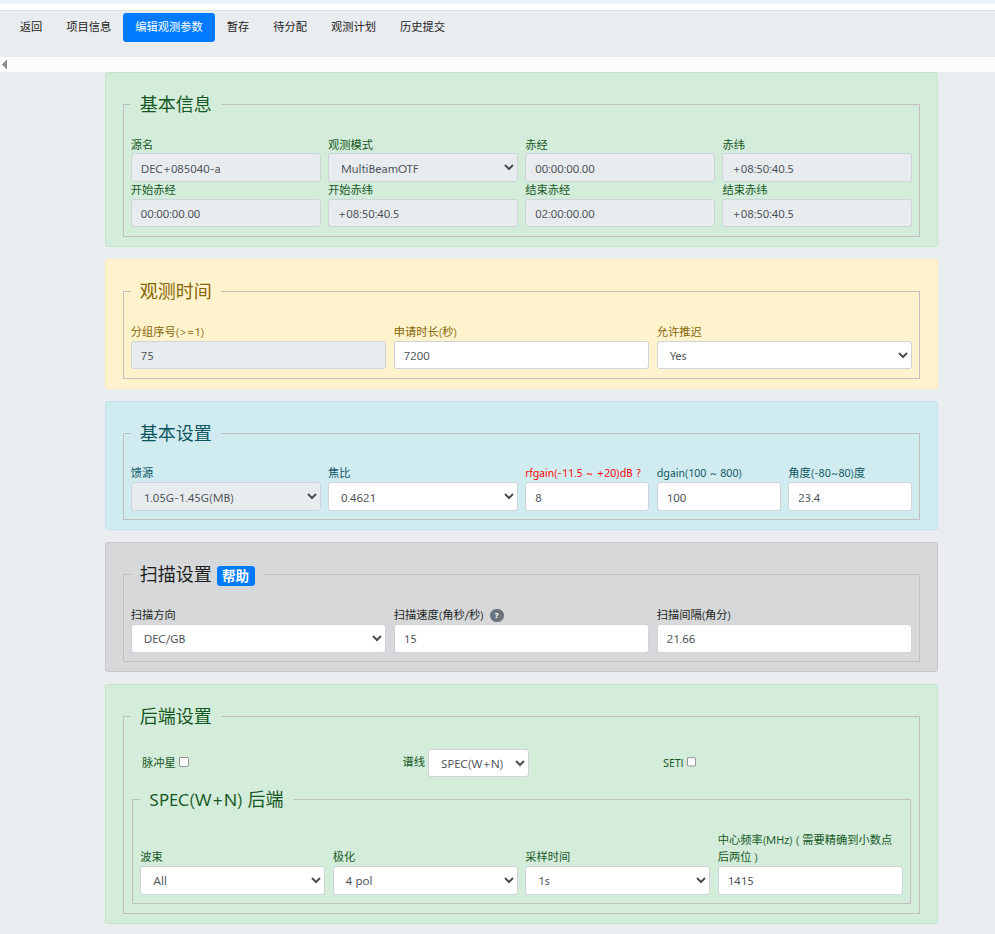 返回 项目信息 编辑观测参数 暂存 待分配 观测计划 历史提交
基本信息
源名 观测模式 赤经 赤纬
DEC+085040-a MultiBeamOTF 00:00:00.00 +08:50:40.5
开始赤经 开始赤纬 结束赤经 结束赤纬
00:00:00.00 +08:50:40.5 02:00:00.00 +08:50:40.5
观测时间
分组序号(>=1) 申请时长(秒) 允许推迟
75 7200 Yes
基本设置
馈源 焦比 rfgain(-11.5 ~ +20)dB ? dgain(100 ~ 800) 角度(-80~80)度
1.05G-1.45G(MB) 0.4621 8 100 23.4
扫描设置 帮助
扫描方向 扫描速度(角秒/秒) ? 扫描间隔(角分)
DEC/GB 15 21.66
后端设置
脉冲星 谱线 SPEC(W+N) SETI
SPEC(W+N) 后端
中心频率(MHz) ( 需要精确到小数点
波束 极化 采样时间 后两位 )
All 4 pol 1s 1415